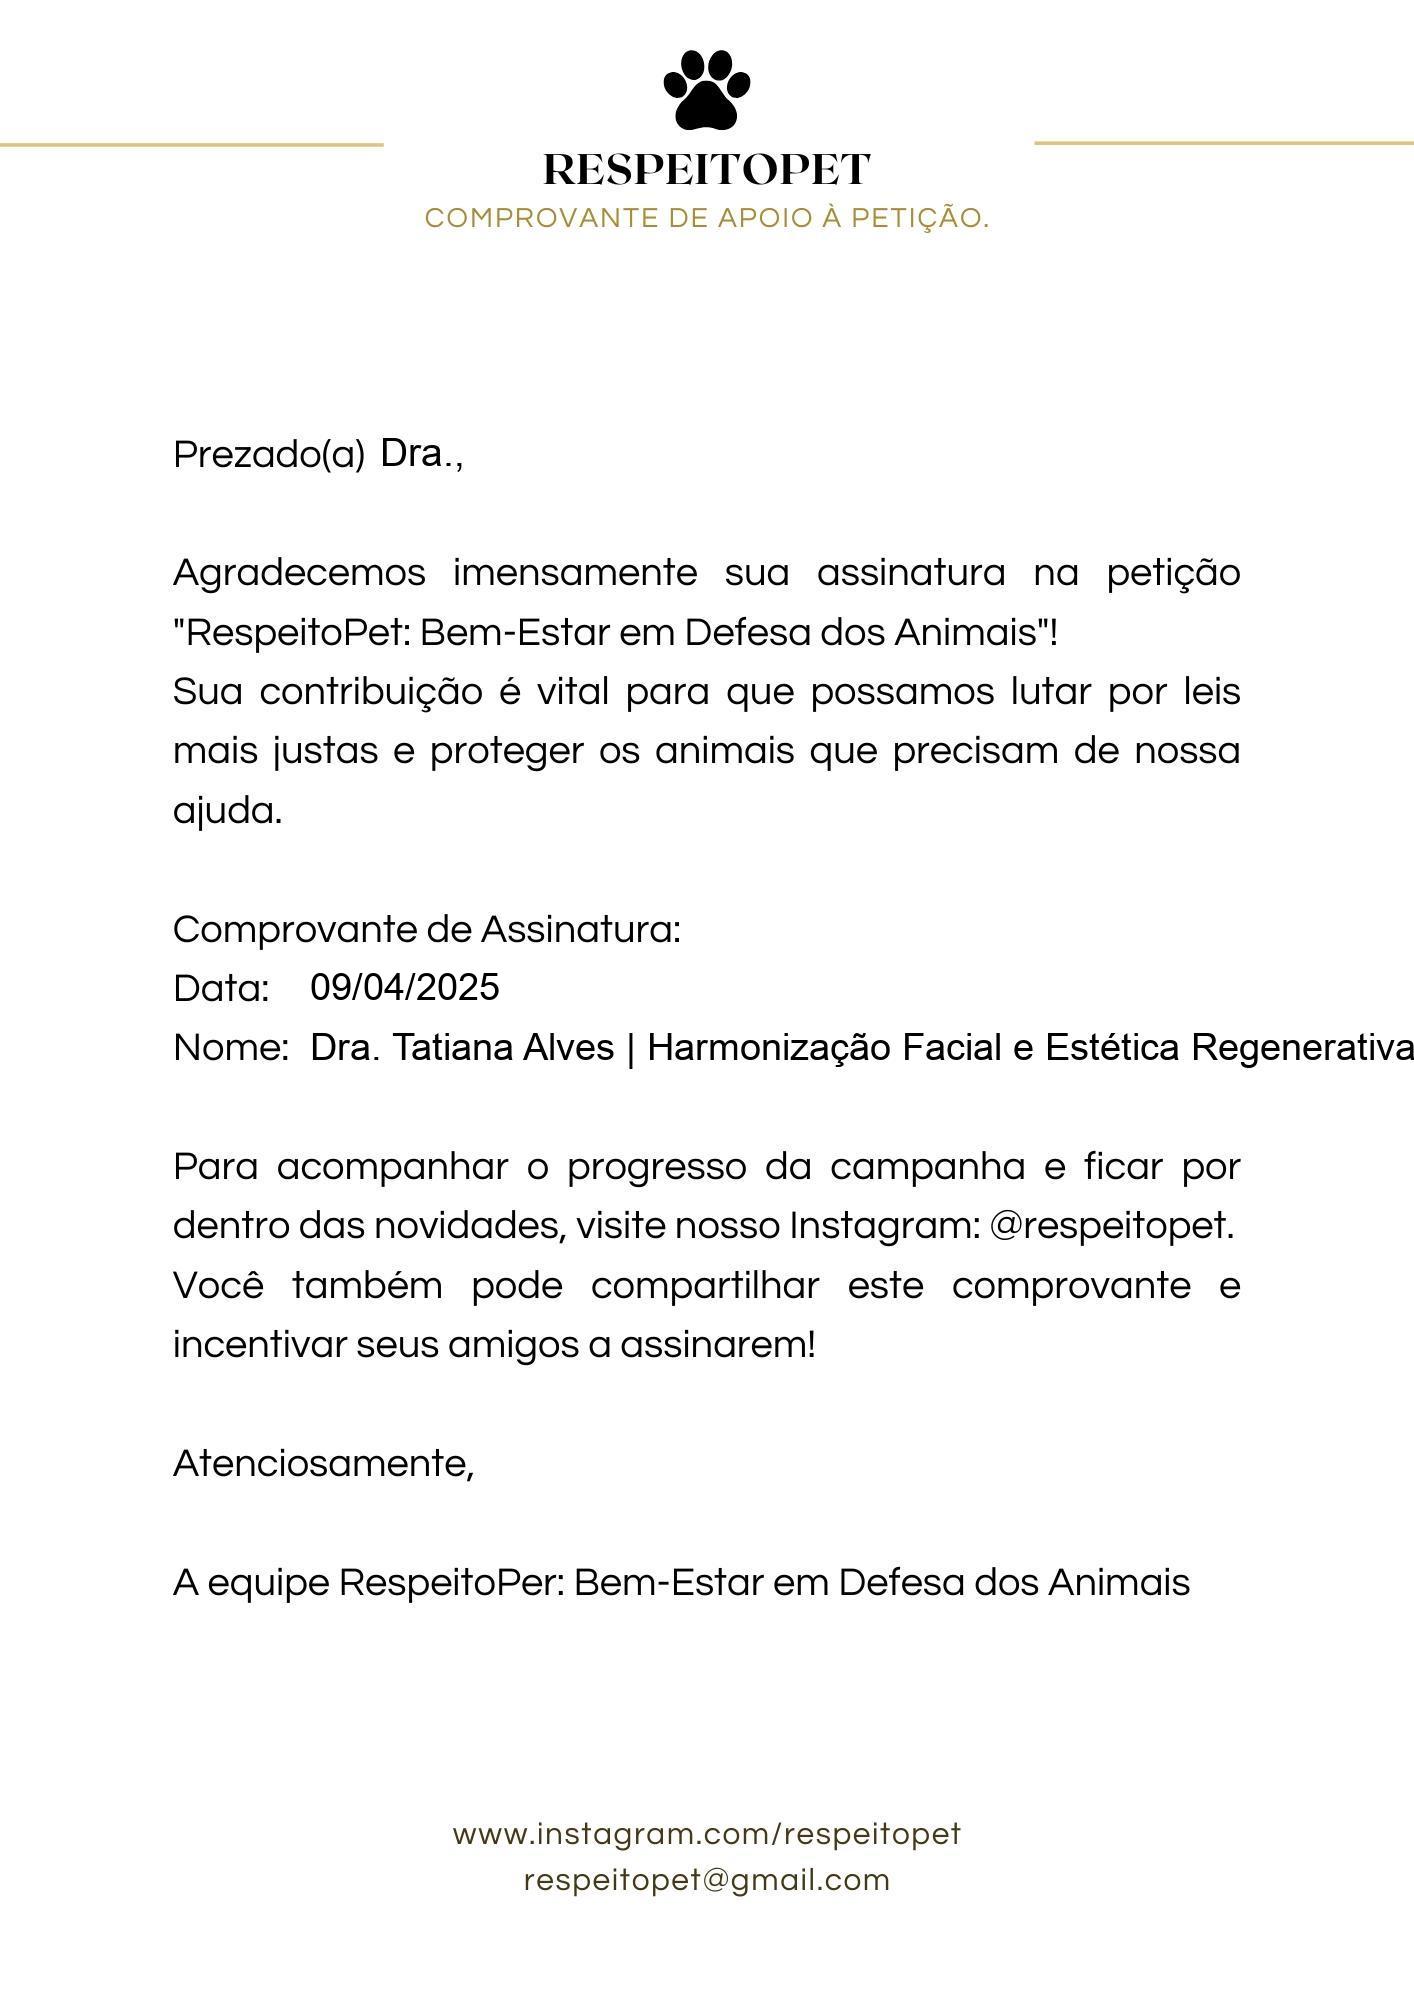 RESPEITOPET
COMPROVANTE DE APOIO À PETIÇÃO.
Prezado(a) Dra.,
Agradecemos imensamente sua assinatura na petição
"RespeitoPet: Bem-Estar em Defesa dos Animais"!
Sua contribuição é vital para que possamos lutar por leis
mais justas e proteger os animais que precisam de nossa
ajuda.
Comprovante de Assinatura:
Data: 09/04/2025
Nome: Dra. Tatiana Alves | Harmonização Facial e Estética Regenerativa
Para acompanhar o progresso da campanha e ficar por
dentro das novidades, visite nosso Instagram: @respeitopet.
Você também pode compartilhar este comprovante e
incentivar seus amigos a assinarem!
Atenciosamente,
A equipe RespeitoPer: Bem-Estar em Defesa dos Animais
www.instagram.com/respeitopet
respeitopet@gmail.com